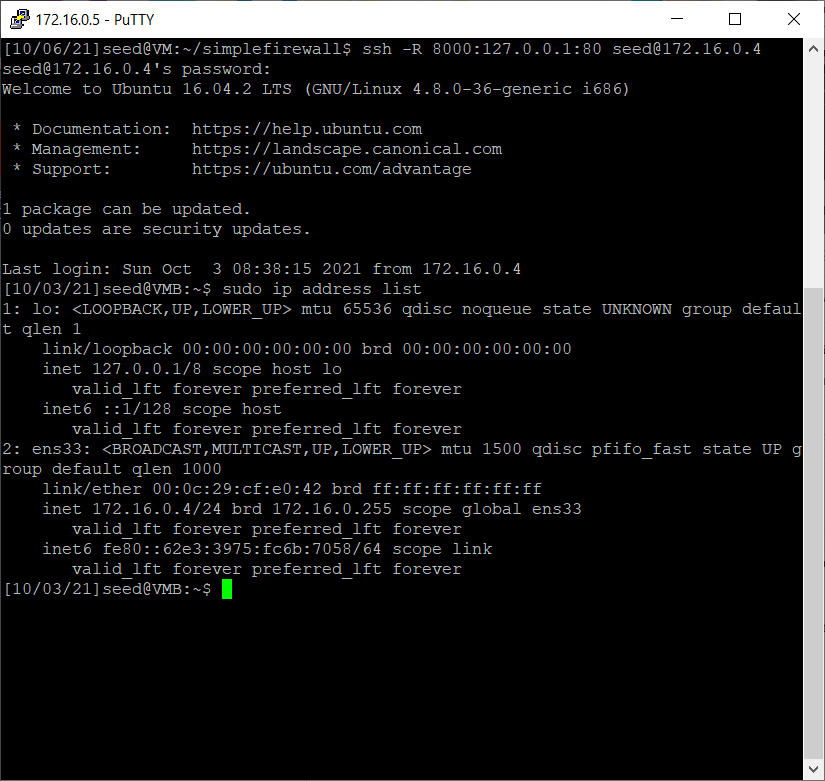 172.16.0.5 - PuTTY
[10/06/21]seed@VM:~/simplefirewall$ ssh -R 8000:127.0.0.1:80 seed@172.16.0.4
seed@172.16.0.4's password:
Welcome to Ubuntu 16.04.2 LTS (GNU/Linux 4.8.0-36-generic i686)

 * Documentation:  https://help.ubuntu.com
 * Management:     https://landscape.canonical.com
 * Support:        https://ubuntu.com/advantage

1 package can be updated.
0 updates are security updates.

Last login: Sun Oct  3 08:38:15 2021 from 172.16.0.4
[10/03/21]seed@VMB:~$ sudo ip address list
1: lo: <LOOPBACK,UP,LOWER_UP> mtu 65536 qdisc noqueue state UNKNOWN group defaul
t qlen 1
    link/loopback 00:00:00:00:00:00 brd 00:00:00:00:00:00
    inet 127.0.0.1/8 scope host lo
       valid_lft forever preferred_lft forever
    inet6 ::1/128 scope host
       valid_lft forever preferred_lft forever
2: ens33: <BROADCAST,MULTICAST,UP,LOWER_UP> mtu 1500 qdisc pfifo_fast state UP g
roup default qlen 1000
    link/ether 00:0c:29:cf:e0:42 brd ff:ff:ff:ff:ff:ff
    inet 172.16.0.4/24 brd 172.16.0.255 scope global ens33
       valid_lft forever preferred_lft forever
    inet6 fe80::62e3:3975:fc6b:7058/64 scope link
       valid_lft forever preferred_lft forever
[10/03/21]seed@VMB:~$